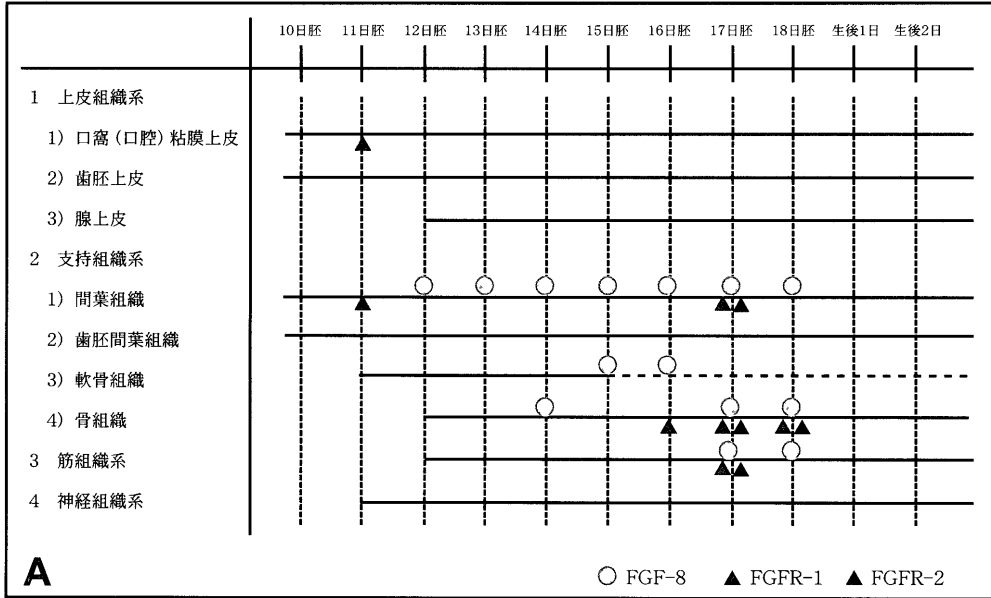 10日胚 11日胚 12日胚 13日胚 14日胚 15日胚 16日胚 17日胚 18日胚 生後1日 生後2日
1 上皮組織系
1) 口窩 (口腔) 粘膜上皮
2) 歯胚上皮
3) 腺上皮
2 支持組織系
1) 間葉組織
2) 歯胚間葉組織
3) 軟骨組織
4) 骨組織
3 筋組織系
4 神経組織系
A
○ FGF-8 ▲ FGFR-1 ▲ FGFR-2